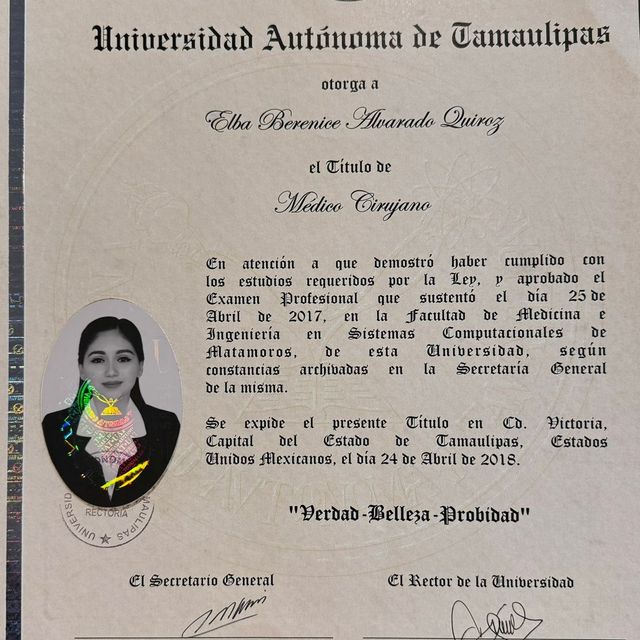 Universidad Autónoma de Tamaulipas
otorga a
Elba Berenice Alvarado Quiroz
el Título de
Médico Cirujano
En atención a que demostró haber cumplido con
los estudios requeridos por la Ley, y aprobado el
Examen Profesional que sustentó el día 25 de
Abril de 2017, en la Facultad de Medicina e
Ingeniería en Sistemas Computacionales de
Matamoros, de esta Universidad, según
constancias archivadas en la Secretaría General
de la misma.
Se expide el presente Título en Cd. Victoria,
Capital del Estado de Tamaulipas, Estados
Unidos Mexicanos, el día 24 de Abril de 2018.
"Verdad-Belleza-Probidad"
RECTORIA
El Secretario General
El Rector de la Universidad